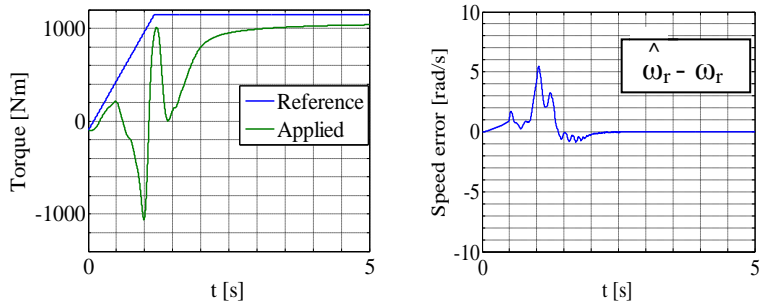 Torque [Nm]
1000
0
-1000
Reference
Applied
0
5
t [s]
Speed error [rad/s]
10
5
0
-5
-10
ω̂r - ωr
0
5
t [s]